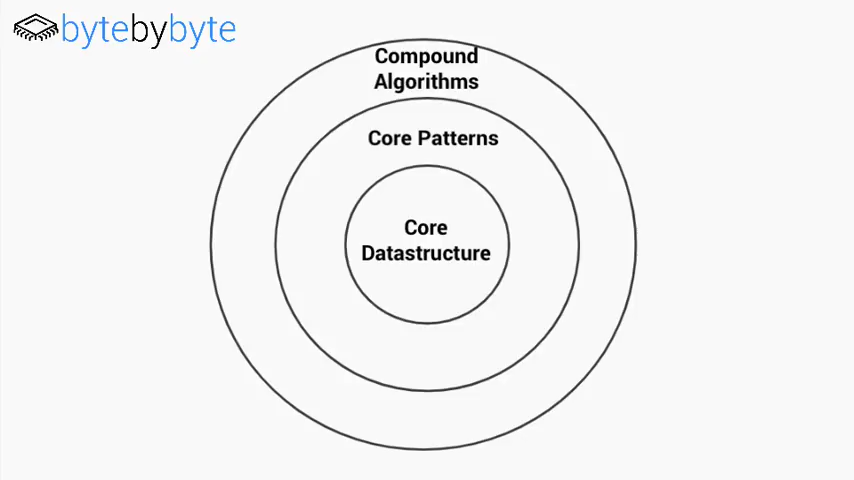 bytebybyte
Compound
Algorithms
Core Patterns
Core
Datastructure